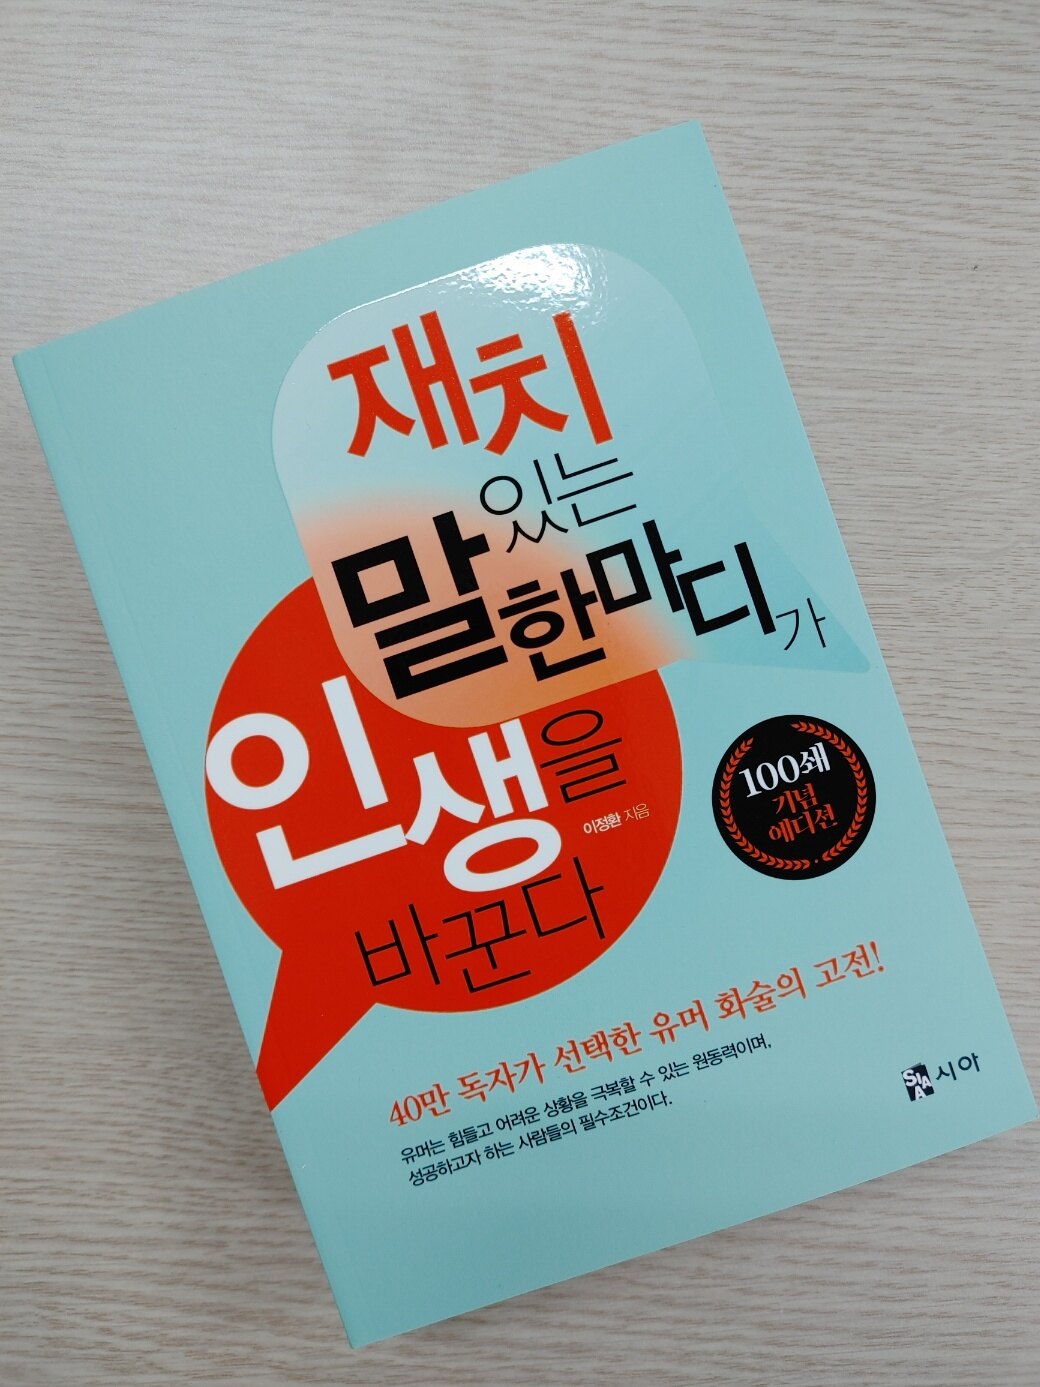 재치
있는
말한마디가
인생을
이정환 지음
바꾼다
100쇄
기념
에디션
40만 독자가 선택한 유머 화술의 고전!
유머는 힘들고 어려운 상황을 극복할 수 있는 원동력이며,
성공하고자 하는 사람들의 필수조건이다.
SIAA 시아